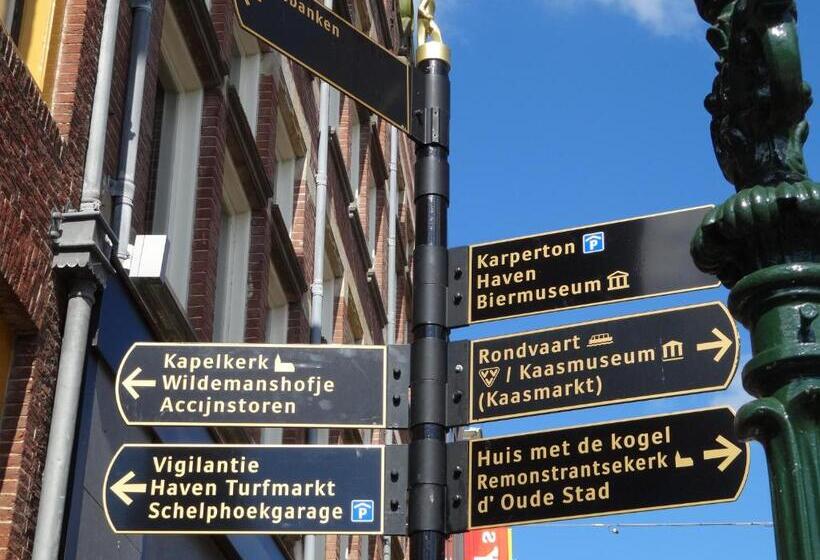 Karperton P
Haven
Biermuseum
Rondvaart
VVV / Kaasmuseum
(Kaasmarkt)
Kapelkerk
Wildemanshofje
Accijnstoren
Huis met de kogel
Remonstrantsekerk
d' Oude Stad
Vigilantie
Haven Turfmarkt
Schelphoekgarage P